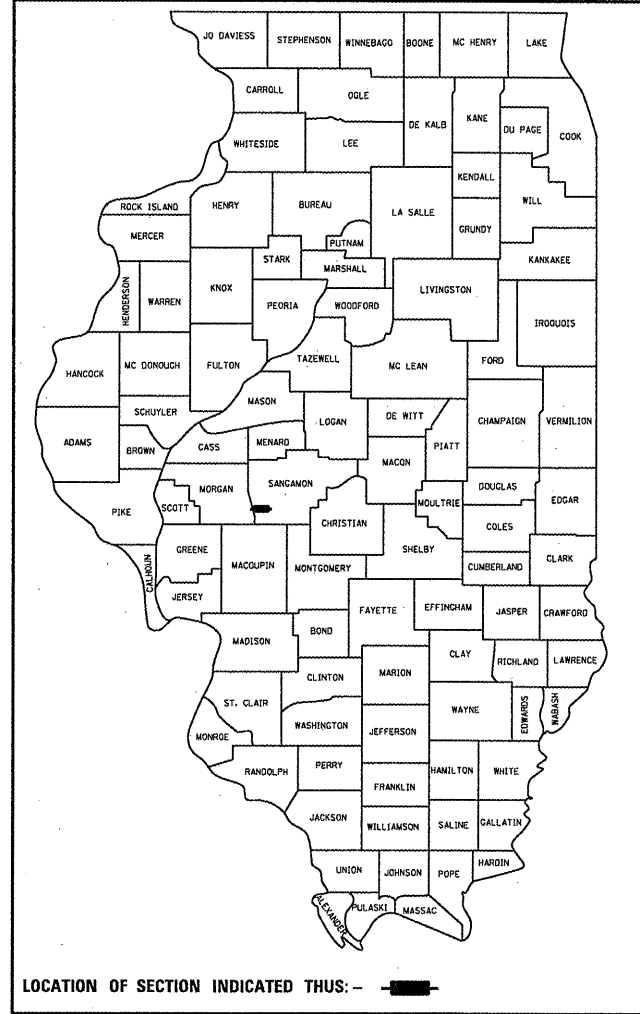 JO DAVIESS STEPHENSON WINNEBAGO BOONE MC HENRY LAKE
CARROLL OGLE DE KALB KANE DU PAGE COOK
WHITESIDE LEE
KENDALL WILL
ROCK ISLAND HENRY BUREAU LA SALLE GRUNDY
MERCER PUTNAM
STARK MARSHALL KANKAKEE
HENDERSON WARREN KNOX PEORIA WOODFORD LIVINGSTON
IROQUOIS
HANCOCK MC DONOUGH FULTON TAZEWELL MC LEAN FORD
MASON
SCHUYLER LOGAN DE WITT CHAMPAIGN VERMILION
ADAMS BROWN CASS MENARD PIATT
MACON
MORGAN SANGAMON DOUGLAS EDGAR
PIKE SCOTT MOULTRIE
CHRISTIAN COLES
GREENE MACOUPIN MONTGOMERY SHELBY CUMBERLAND CLARK
CALHOUN JERSEY
FAYETTE EFFINGHAM JASPER CRAWFORD
MADISON BOND
CLAY RICHLAND LAWRENCE
CLINTON MARION
ST. CLAIR WAYNE EDWARDS WABASH
WASHINGTON JEFFERSON
MONROE
RANDOLPH PERRY HAMILTON WHITE
FRANKLIN
JACKSON WILLIAMSON SALINE GALLATIN
UNION JOHNSON POPE HARDIN
ALEXANDER PULASKI MASSAC
LOCATION OF SECTION INDICATED THUS: -